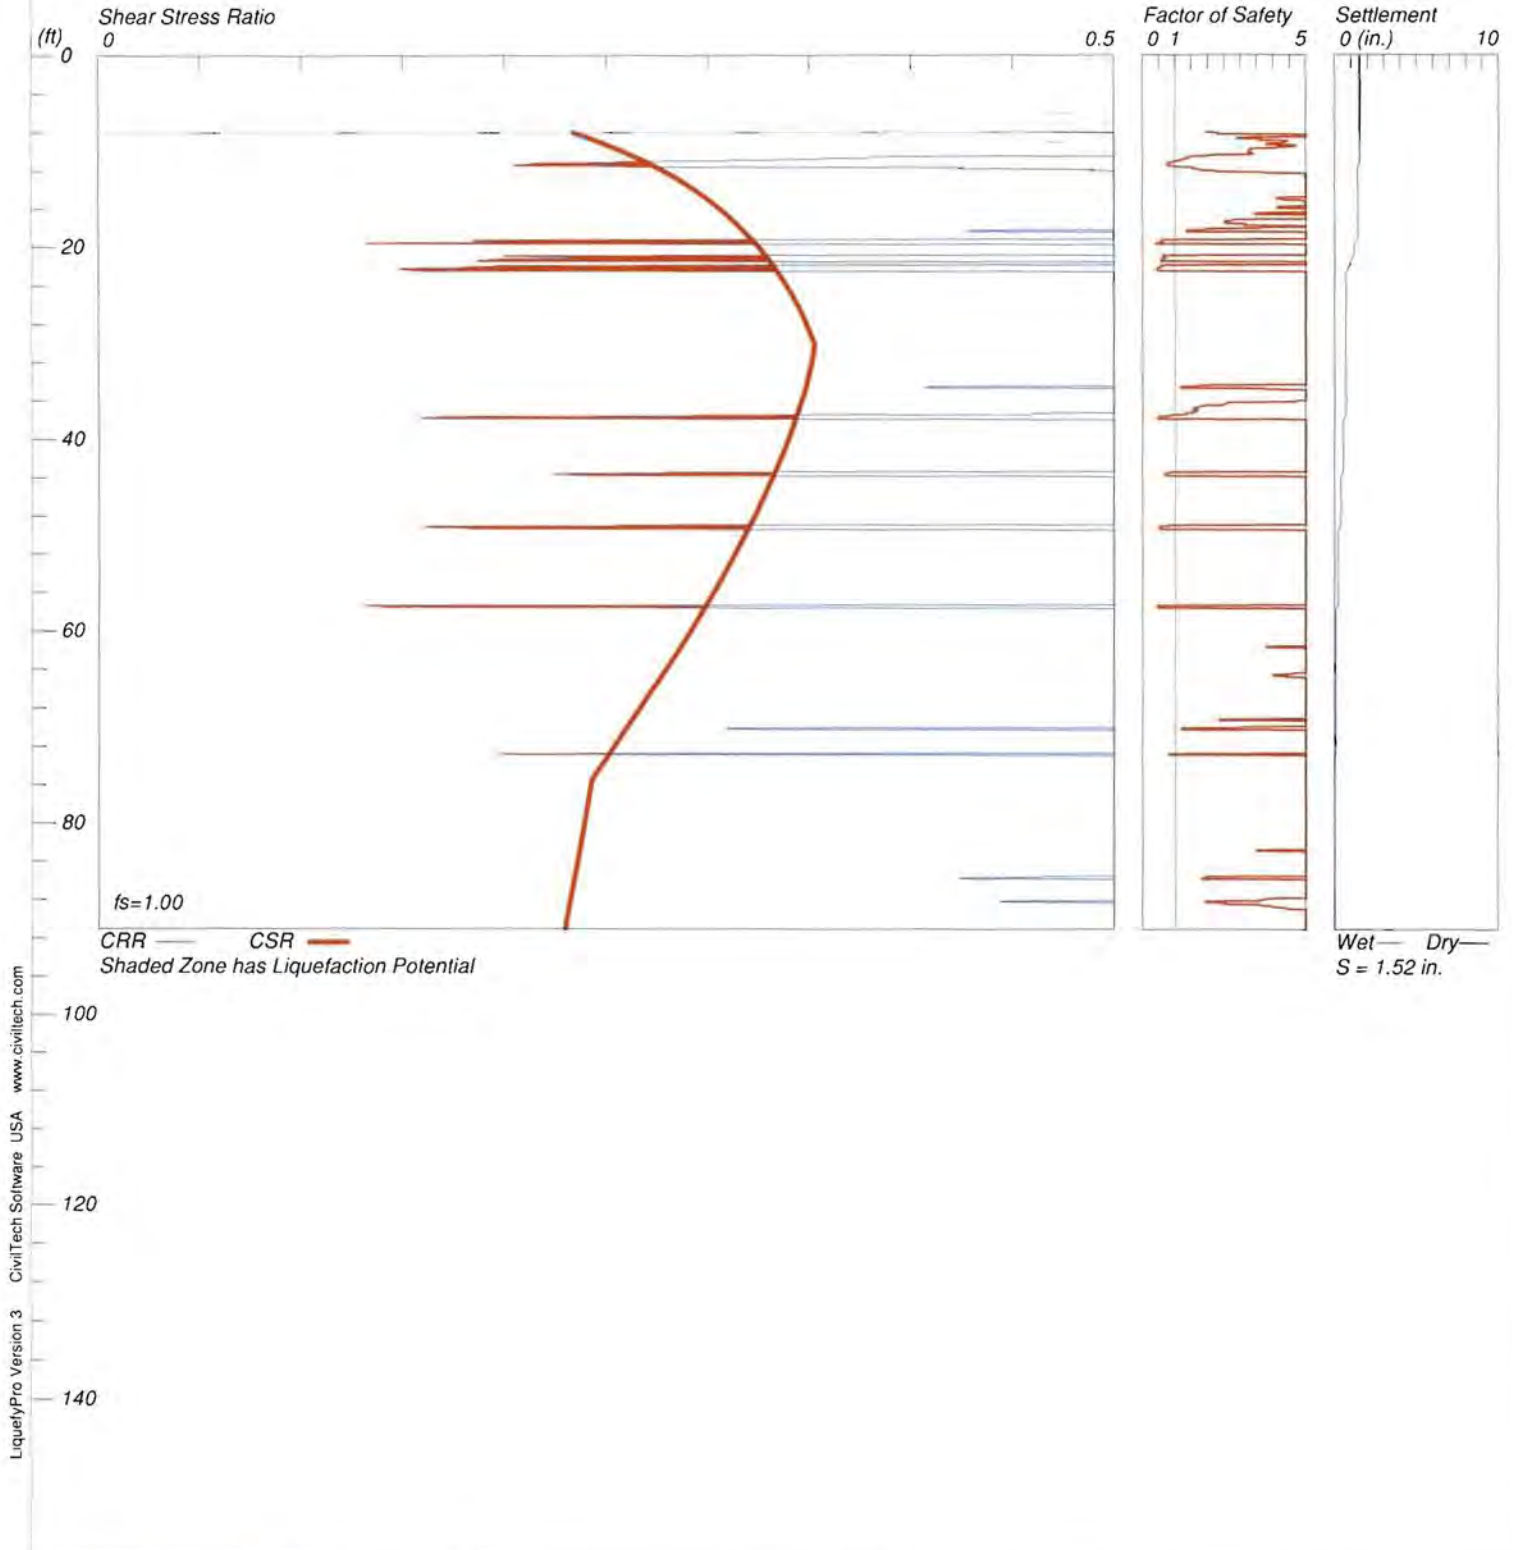 Shear Stress Ratio
Factor of Safety
Settlement
(ft)
0
0.5
0 1
5
0 (in.)
10
0
20
40
60
80
100
120
140
fs=1.00
CRR
CSR
Shaded Zone has Liquefaction Potential
Wet
Dry
S = 1.52 in.
LiquefyPro Version 3 CivilTech Software USA www.civiltech.com